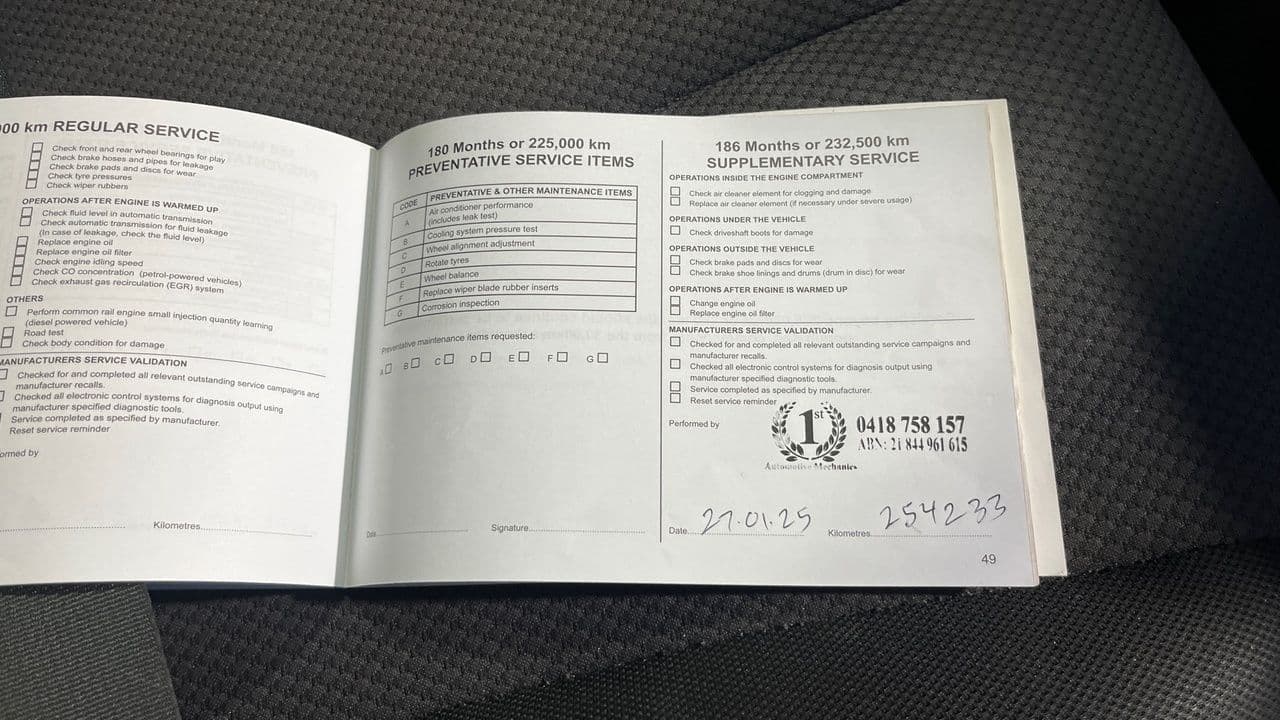 000 km REGULAR SERVICE
Check front and rear wheel bearings for play
Check brake hoses and pipes for leakage
Check brake pads and discs for wear
Check tyre pressures
Check wiper rubbers
OPERATIONS AFTER ENGINE IS WARMED UP
Check fluid level in automatic transmission
Check automatic transmission for fluid leakage
(In case of leakage, check the fluid level)
Replace engine oil
Replace engine oil filter
Check engine idling speed
Check CO concentration (petrol-powered vehicles)
Check exhaust gas recirculation (EGR) system
OTHERS
Perform common rail engine small injection quantity learning
(diesel powered vehicle)
Road test
Check body condition for damage
MANUFACTURERS SERVICE VALIDATION
Checked for and completed all relevant outstanding service campaigns and
manufacturer recalls.
Checked all electronic control systems for diagnosis output using
manufacturer specified diagnostic tools.
Service completed as specified by manufacturer.
Reset service reminder
ormed by
Kilometres
180 Months or 225,000 km
PREVENTATIVE SERVICE ITEMS
CODE PREVENTATIVE & OTHER MAINTENANCE ITEMS
A Air conditioner performance
(includes leak test)
B Cooling system pressure test
C Wheel alignment adjustment
D Rotate tyres
E Wheel balance
F Replace wiper blade rubber inserts
G Corrosion inspection
Preventative maintenance items requested:
A B C D E F G
Date Signature
186 Months or 232,500 km
SUPPLEMENTARY SERVICE
OPERATIONS INSIDE THE ENGINE COMPARTMENT
Check air cleaner element for clogging and damage
Replace air cleaner element (if necessary under severe usage)
OPERATIONS UNDER THE VEHICLE
Check driveshaft boots for damage
OPERATIONS OUTSIDE THE VEHICLE
Check brake pads and discs for wear
Check brake shoe linings and drums (drum in disc) for wear
OPERATIONS AFTER ENGINE IS WARMED UP
Change engine oil
Replace engine oil filter
MANUFACTURERS SERVICE VALIDATION
Checked for and completed all relevant outstanding service campaigns and
manufacturer recalls.
Checked all electronic control systems for diagnosis output using
manufacturer specified diagnostic tools.
Service completed as specified by manufacturer.
Reset service reminder
Performed by
1st
Automotive Mechanics
0418 758 157
ABN: 21 844 961 615
Date 27.01.25 Kilometres 254233
49